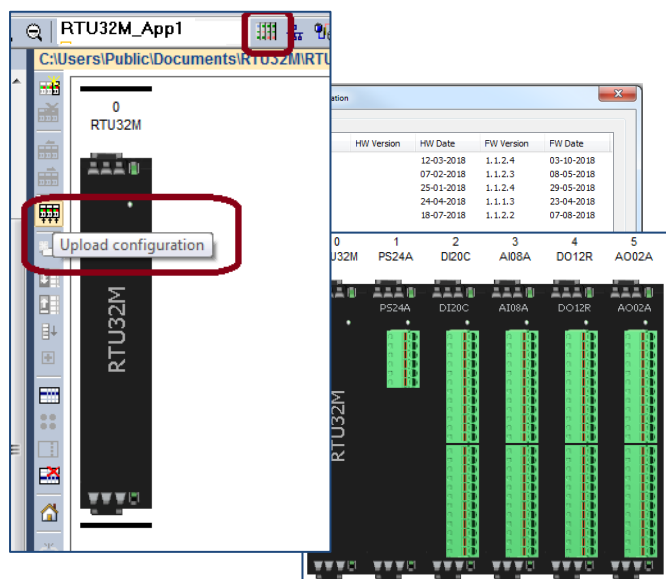 RTU32M_App1
C:\Users\Public\Documents\RTU32M\RTU
0
RTU32M
Upload configuration
RTU32M
ation
HW Version HW Date FW Version FW Date
12-03-2018 1.1.2.4 03-10-2018
07-02-2018 1.1.2.3 08-05-2018
25-01-2018 1.1.2.4 29-05-2018
24-04-2018 1.1.1.3 23-04-2018
18-07-2018 1.1.2.2 07-08-2018
0 1 2 3 4 5
U32M PS24A DI20C AI08A DO12R AO02A
PS24A DI20C AI08A DO12R AO02A
RTU32M